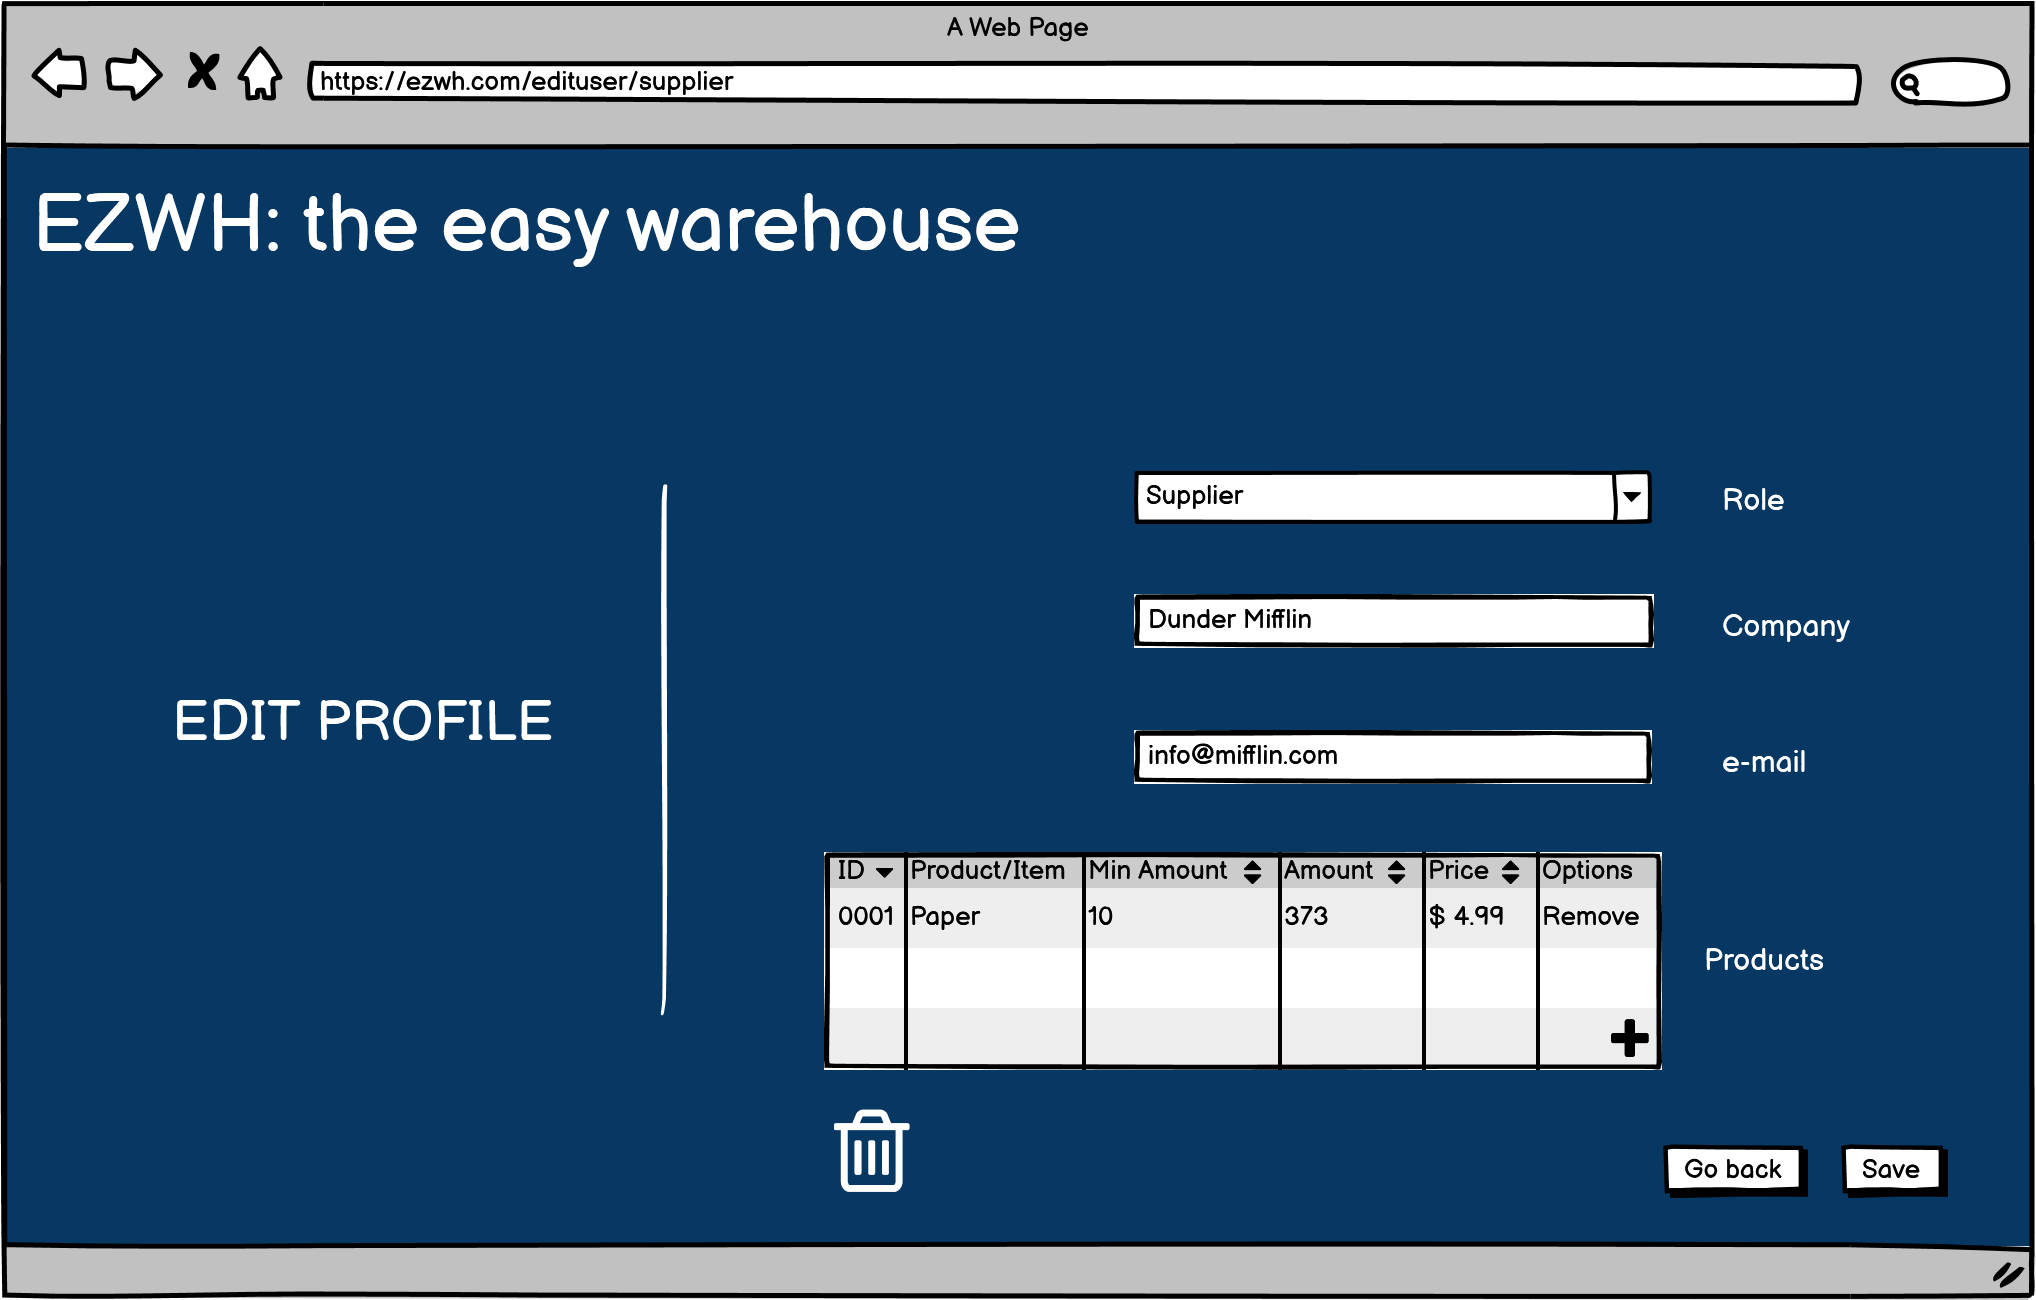 A Web Page
https://ezwh.com/edituser/supplier
EZWH: the easy warehouse
EDIT PROFILE
Supplier
Role
Dunder Mifflin
Company
info@mifflin.com
e-mail
ID Product/Item Min Amount Amount Price Options
0001 Paper 10 373 $ 4.99 Remove
Products
Go back
Save